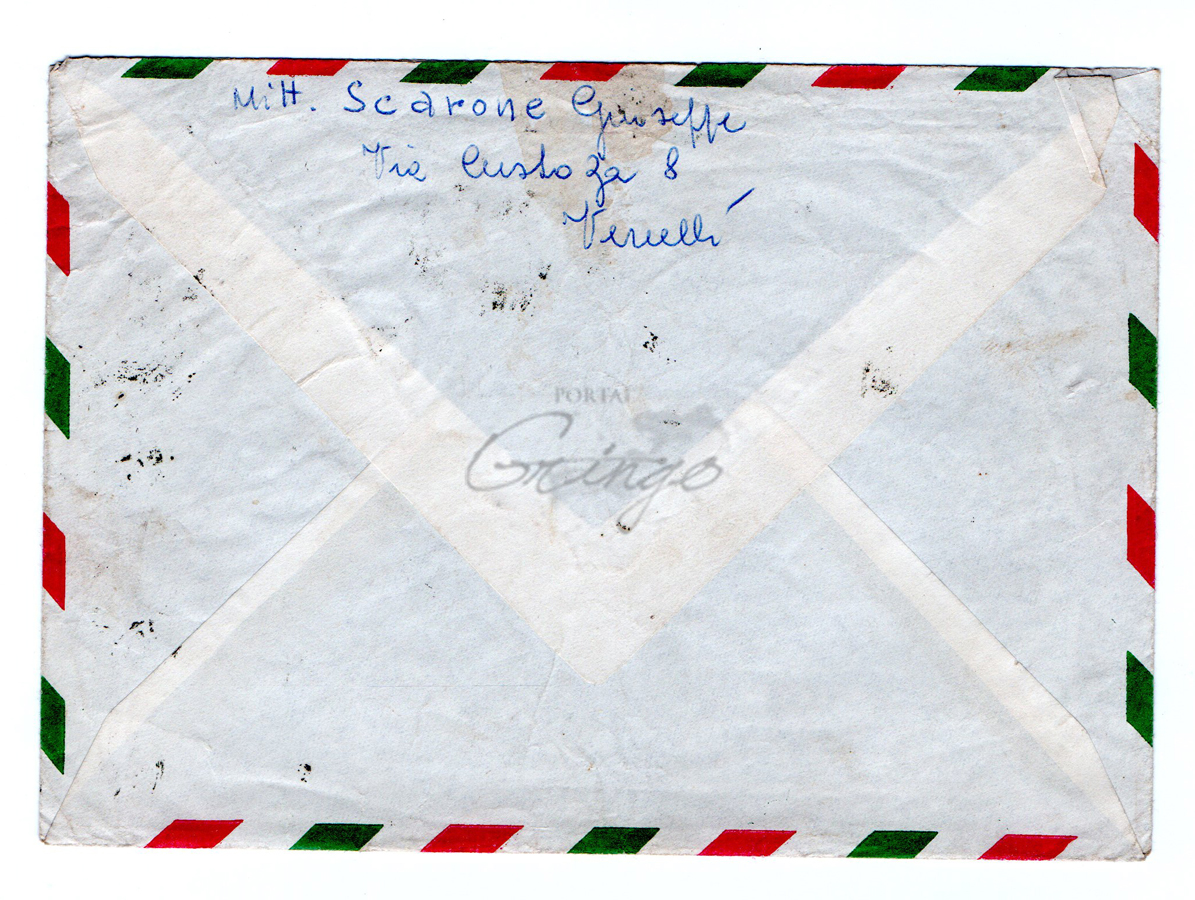 Mitt. Scarone Giuseppe
Via Custoza 8
Vercelli
PORTAL
Gringo